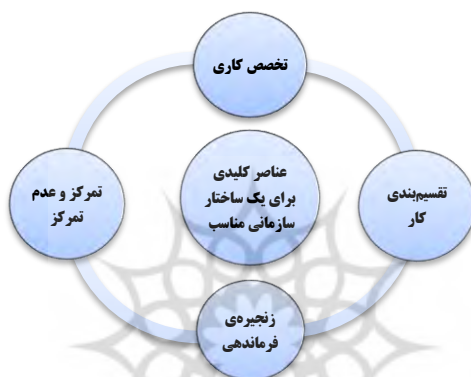 تخصص کاری
عناصر کلیدی
برای یک ساختار
سازمانی مناسب
تقسیم‌بندی
کار
تمرکز و عدم
تمرکز
زنجیره‌ی
فرماندهی